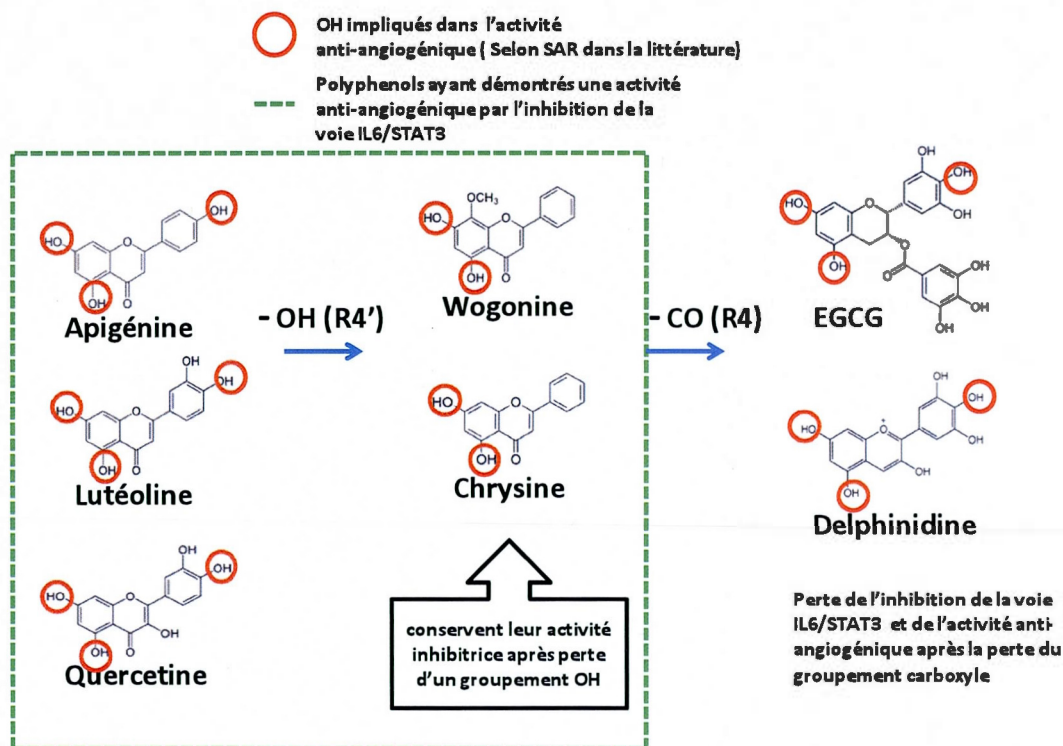 OH impliqués dans l'activité
anti-angiogénique ( Selon SAR dans la littérature)
Polyphenols ayant démontrés une activité
anti-angiogénique par l'inhibition de la
voie IL6/STAT3
OH
HO
O
OH
O
Apigénine
OH
OH
HO
O
OH
O
Lutéoline
OH
OH
HO
O
OH
OH
O
Quercetine
- OH (R4')
OCH3
HO
O
OH
O
Wogonine
HO
O
OH
O
Chrysine
conservent leur activité
inhibitrice après perte
d'un groupement OH
- CO (R4)
OH
OH
HO
O
OH
OH
O
O
OH
OH
OH
EGCG
OH
OH
HO
O+
OH
OH
OH
Delphinidine
Perte de l'inhibition de la voie
IL6/STAT3 et de l'activité anti-
angiogénique après la perte du
groupement carboxyle